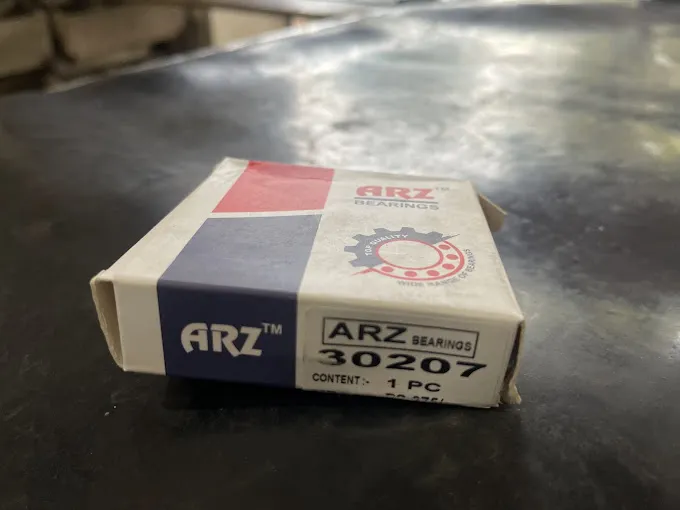 ARZ™
BEARINGS
TOP QUALITY
WIDE RANGE OF BEARINGS
ARZ™
ARZ BEARINGS
30207
CONTENT:- 1 PC